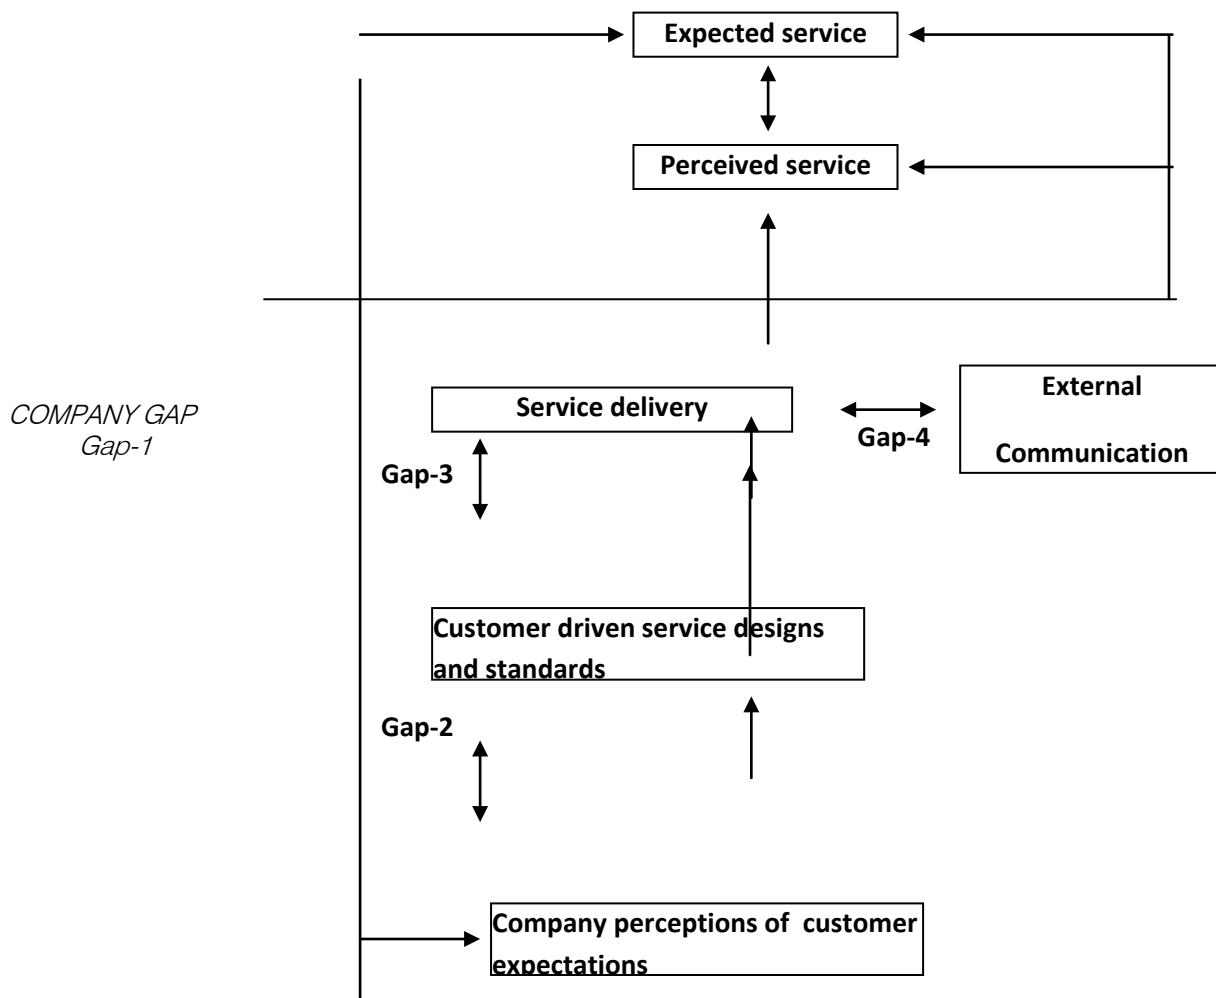 Expected service
Perceived service
COMPANY GAP
Gap-1
Service delivery
Gap-4
External
Communication
Gap-3
Customer driven service designs
and standards
Gap-2
Company perceptions of customer
expectations